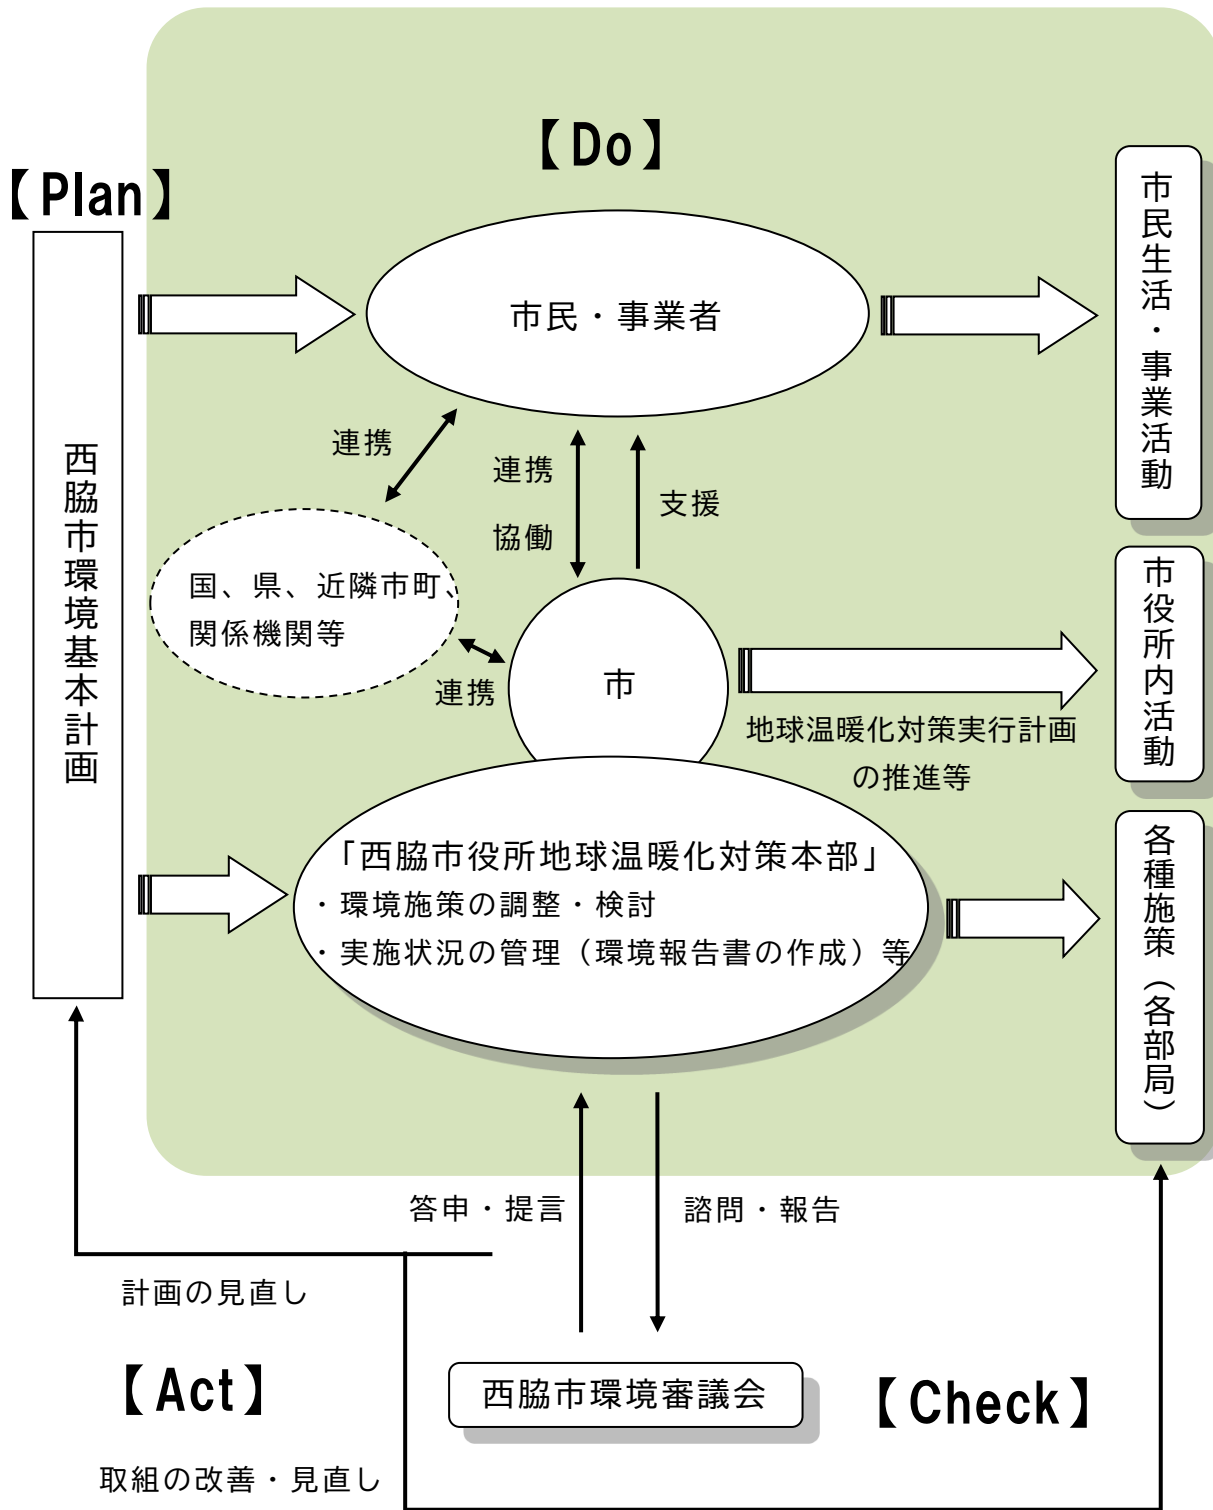 【Do】
【Plan】
西脇市環境基本計画
市民・事業者
市民生活・事業活動
連携
連携
協働
支援
国、県、近隣市町、
関係機関等
連携
市
市役所内活動
地球温暖化対策実行計画
の推進等
「西脇市役所地球温暖化対策本部」
・環境施策の調整・検討
・実施状況の管理（環境報告書の作成）等
各種施策（各部局）
答申・提言
諮問・報告
計画の見直し
【Act】
西脇市環境審議会
【Check】
取組の改善・見直し